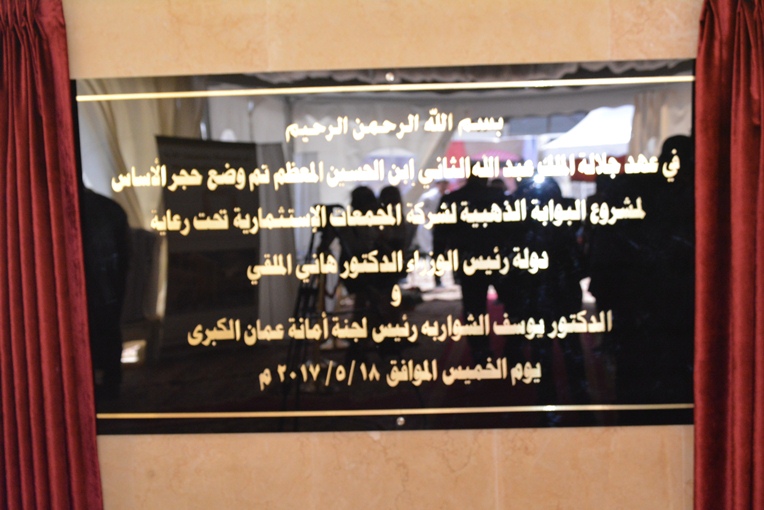 بسم الله الرحمن الرحيم
في عهد جلالة الملك عبد الله الثاني إبن الحسين المعظم تم وضع حجر الأساس
لمشروع البوابة الذهبية لشركة المجمعات الإستثمارية تحت رعاية
دولة رئيس الوزراء الدكتور هاني الملقي
و
الدكتور يوسف الشواربه رئيس لجنة أمانة عمان الكبرى
يوم الخميس الموافق ١٨ /٥ /٢٠١٧ م